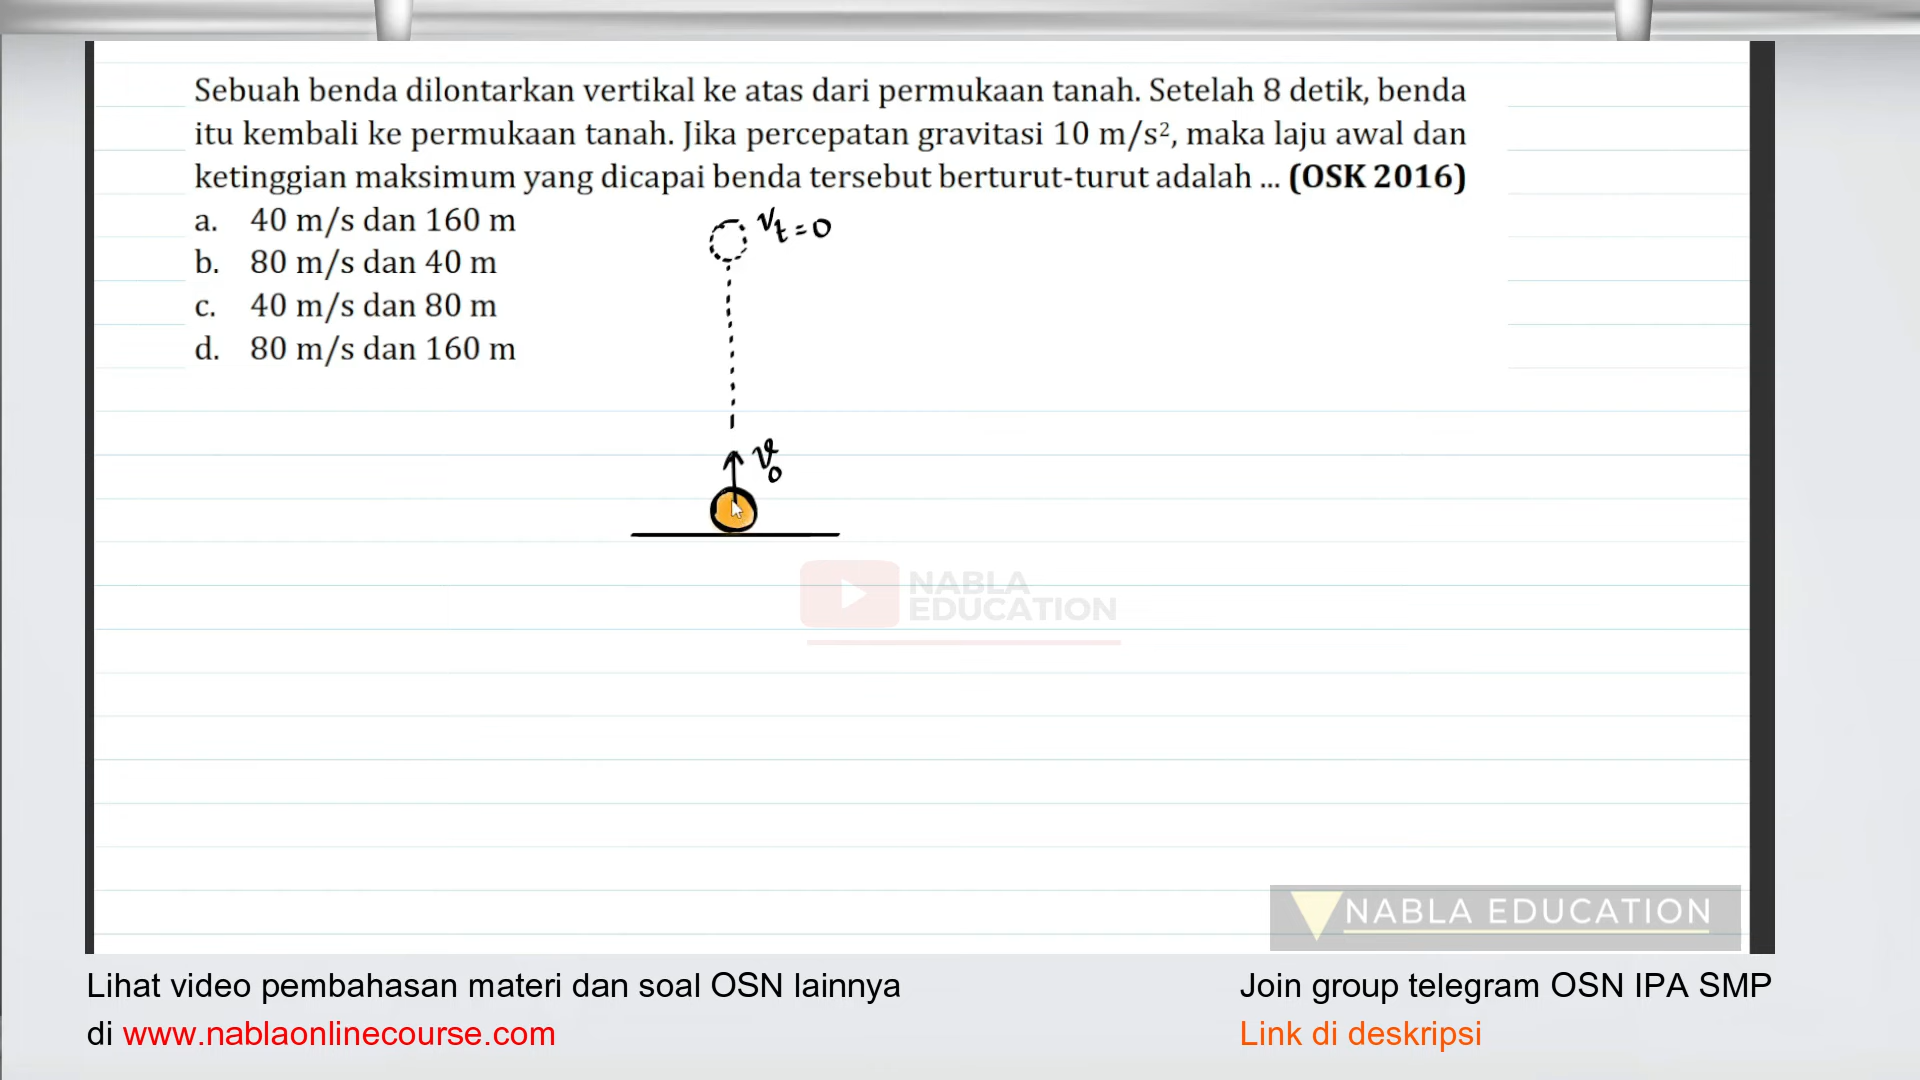 Sebuah benda dilontarkan vertikal ke atas dari permukaan tanah. Setelah 8 detik, benda
itu kembali ke permukaan tanah. Jika percepatan gravitasi 10 m/s², maka laju awal dan
ketinggian maksimum yang dicapai benda tersebut berturut-turut adalah ... (OSK 2016)
a. 40 m/s dan 160 m
b. 80 m/s dan 40 m
c. 40 m/s dan 80 m
d. 80 m/s dan 160 m
vt = 0
v0
NABLA
EDUCATION
NABLA EDUCATION
Lihat video pembahasan materi dan soal OSN lainnya
di www.nablaonlinecourse.com
Join group telegram OSN IPA SMP
Link di deskripsi